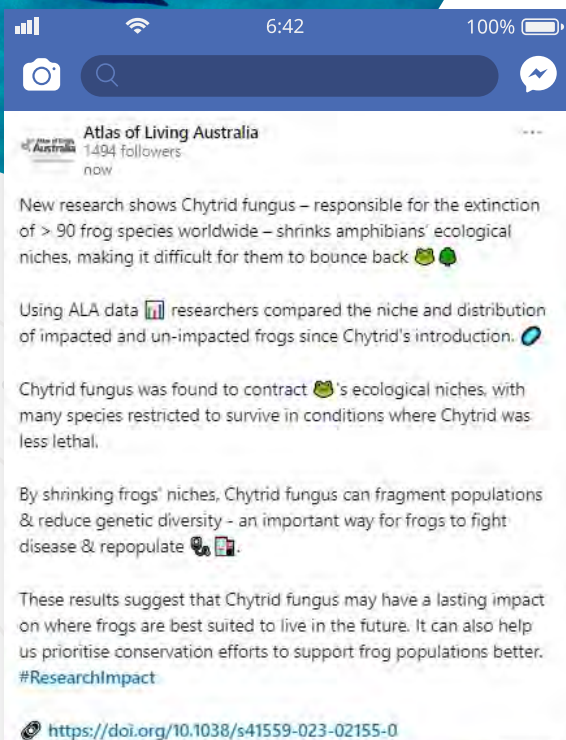 6:42
100%
Atlas of Living Australia
Atlas of Living Australia
1494 followers
now
New research shows Chytrid fungus – responsible for the extinction
of > 90 frog species worldwide – shrinks amphibians' ecological
niches, making it difficult for them to bounce back 🐸🌳
Using ALA data 📊 researchers compared the niche and distribution
of impacted and un-impacted frogs since Chytrid's introduction.
Chytrid fungus was found to contract 🐸's ecological niches, with
many species restricted to survive in conditions where Chytrid was
less lethal.
By shrinking frogs' niches, Chytrid fungus can fragment populations
& reduce genetic diversity - an important way for frogs to fight
disease & repopulate 🩺.
These results suggest that Chytrid fungus may have a lasting impact
on where frogs are best suited to live in the future. It can also help
us prioritise conservation efforts to support frog populations better.
#ResearchImpact
https://doi.org/10.1038/s41559-023-02155-0